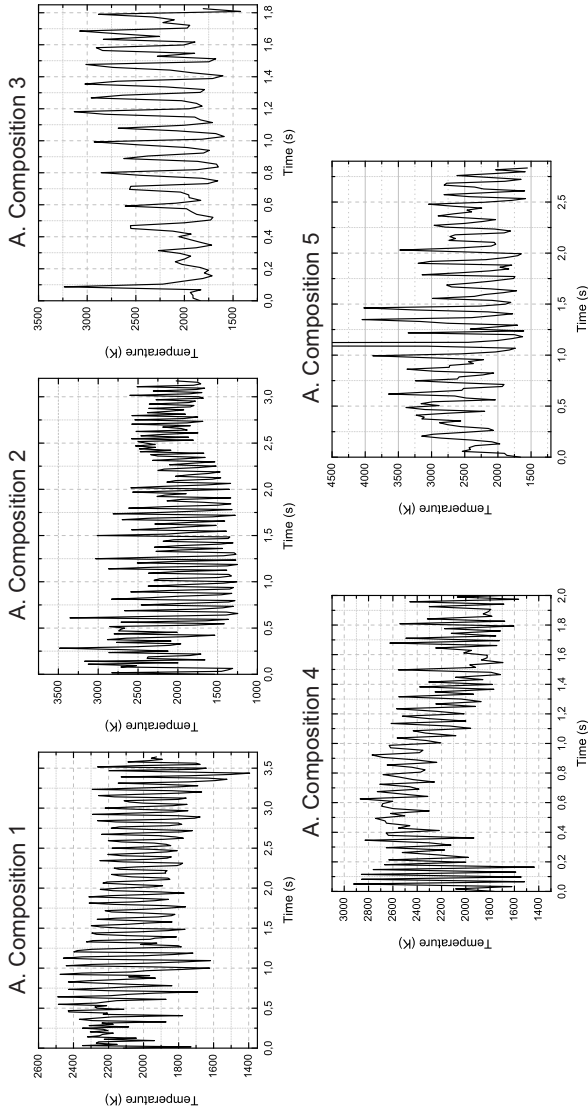 A. Composition 1
Temperature (K)
2600
2400
2200
2000
1800
1600
1400
0,0 0,5 1,0 1,5 2,0 2,5 3,0 3,5
Time (s)
A. Composition 2
Temperature (K)
3500
3000
2500
2000
1500
1000
0,0 0,5 1,0 1,5 2,0 2,5 3,0
Time (s)
A. Composition 3
Temperature (K)
3500
3000
2500
2000
1500
0,0 0,2 0,4 0,6 0,8 1,0 1,2 1,4 1,6 1,8
Time (s)
A. Composition 4
Temperature (K)
3000
2800
2600
2400
2200
2000
1800
1600
1400
0,0 0,2 0,4 0,6 0,8 1,0 1,2 1,4 1,6 1,8 2,0
Time (s)
A. Composition 5
Temperature (K)
4500
4000
3500
3000
2500
2000
1500
0,0 0,5 1,0 1,5 2,0 2,5
Time (s)